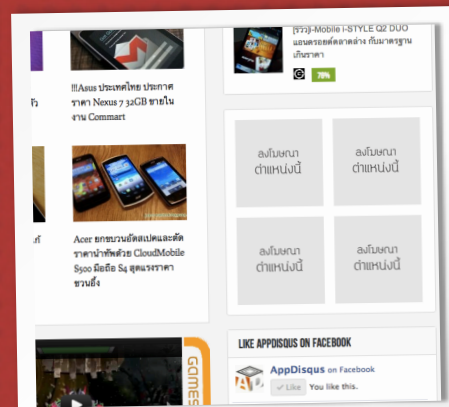 !!!Asus ประเทศไทย ประกาศ
ราคา Nexus 7 32GB ขายใน
งาน Commart
Acer ยกขบวนอัดสเปคและตัด
ราคานำทัพด้วย CloudMobile
S500 มือถือ S4 สุดแรงราคา
ชวนอึ้ง
GAMES
[รีวิว]i-Mobile i-STYLE Q2 DUO
แอนดรอยด์ตลาดล่าง กับมาตรฐาน
เกินราคา
70%
ลงโฆษณา
ตำแหน่งนี้
ลงโฆษณา
ตำแหน่งนี้
ลงโฆษณา
ตำแหน่งนี้
ลงโฆษณา
ตำแหน่งนี้
LIKE APPDISQUS ON FACEBOOK
AppDisqus on Facebook
Like You like this.